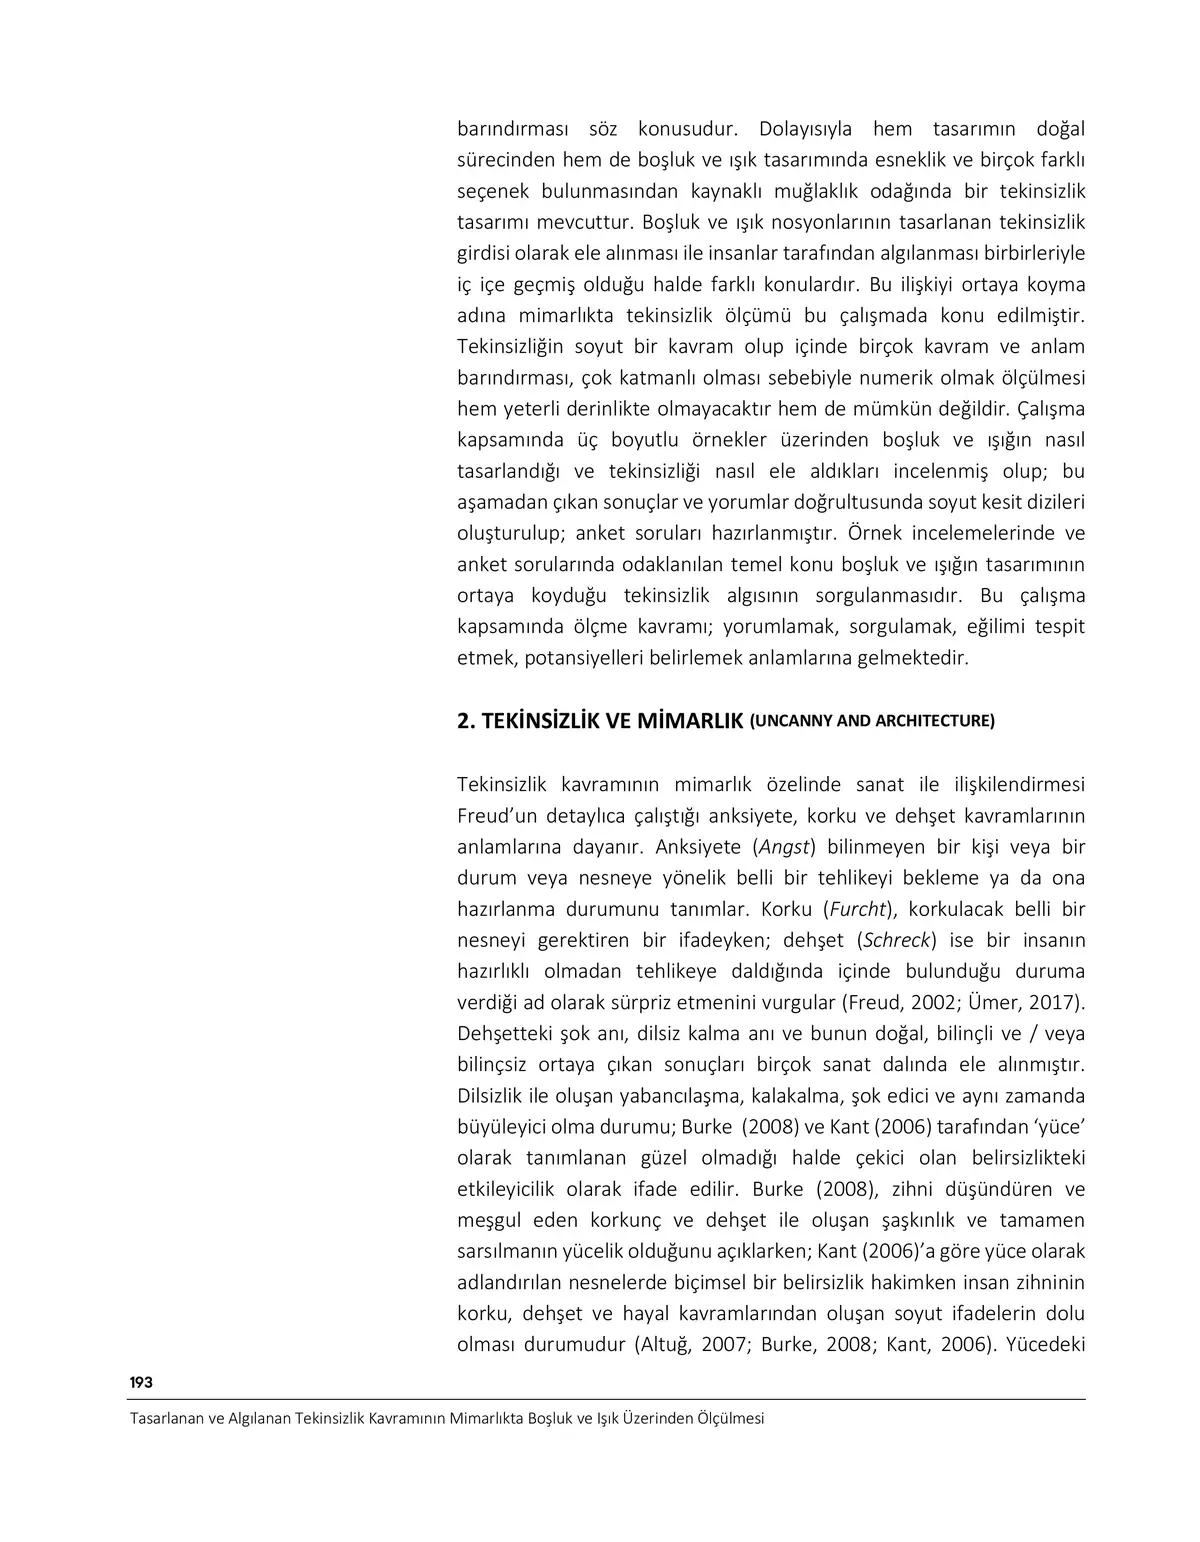 barındırması söz konusudur. Dolayısıyla hem tasarımın doğal
sürecinden hem de boşluk ve ışık tasarımında esneklik ve birçok farklı
seçenek bulunmasından kaynaklı muğlaklık odağında bir tekinsizlik
tasarımı mevcuttur. Boşluk ve ışık nosyonlarının tasarlanan tekinsizlik
girdisi olarak ele alınması ile insanlar tarafından algılanması birbirleriyle
iç içe geçmiş olduğu halde farklı konulardır. Bu ilişkiyi ortaya koyma
adına mimarlıkta tekinsizlik ölçümü bu çalışmada konu edilmiştir.
Tekinsizliğin soyut bir kavram olup içinde birçok kavram ve anlam
barındırması, çok katmanlı olması sebebiyle numerik olmak ölçülmesi
hem yeterli derinlikte olmayacaktır hem de mümkün değildir. Çalışma
kapsamında üç boyutlu örnekler üzerinden boşluk ve ışığın nasıl
tasarlandığı ve tekinsizliği nasıl ele aldıkları incelenmiş olup; bu
aşamadan çıkan sonuçlar ve yorumlar doğrultusunda soyut kesit dizileri
oluşturulup; anket soruları hazırlanmıştır. Örnek incelemelerinde ve
anket sorularında odaklanılan temel konu boşluk ve ışığın tasarımının
ortaya koyduğu tekinsizlik algısının sorgulanmasıdır. Bu çalışma
kapsamında ölçme kavramı; yorumlamak, sorgulamak, eğilimi tespit
etmek, potansiyelleri belirlemek anlamlarına gelmektedir.
2. TEKİNSİZLİK VE MİMARLIK (UNCANNY AND ARCHITECTURE)
Tekinsizlik kavramının mimarlık özelinde sanat ile ilişkilendirmesi
Freud’un detaylıca çalıştığı anksiyete, korku ve dehşet kavramlarının
anlamlarına dayanır. Anksiyete (Angst) bilinmeyen bir kişi veya bir
durum veya nesneye yönelik belli bir tehlikeyi bekleme ya da ona
hazırlanma durumunu tanımlar. Korku (Furcht), korkulacak belli bir
nesneyi gerektiren bir ifadeyken; dehşet (Schreck) ise bir insanın
hazırlıklı olmadan tehlikeye daldığında içinde bulunduğu duruma
verdiği ad olarak sürpriz etmenini vurgular (Freud, 2002; Ümer, 2017).
Dehşetteki şok anı, dilsiz kalma anı ve bunun doğal, bilinçli ve / veya
bilinçsiz ortaya çıkan sonuçları birçok sanat dalında ele alınmıştır.
Dilsizlik ile oluşan yabancılaşma, kalakalma, şok edici ve aynı zamanda
büyüleyici olma durumu; Burke (2008) ve Kant (2006) tarafından ‘yüce’
olarak tanımlanan güzel olmadığı halde çekici olan belirsizlikteki
etkileyicilik olarak ifade edilir. Burke (2008), zihni düşündüren ve
meşgul eden korkunç ve dehşet ile oluşan şaşkınlık ve tamamen
sarsılmanın yücelik olduğunu açıklarken; Kant (2006)’a göre yüce olarak
adlandırılan nesnelerde biçimsel bir belirsizlik hakimken insan zihninin
korku, dehşet ve hayal kavramlarından oluşan soyut ifadelerin dolu
olması durumudur (Altuğ, 2007; Burke, 2008; Kant, 2006). Yücedeki
193
Tasarlanan ve Algılanan Tekinsizlik Kavramının Mimarlıkta Boşluk ve Işık Üzerinden Ölçülmesi